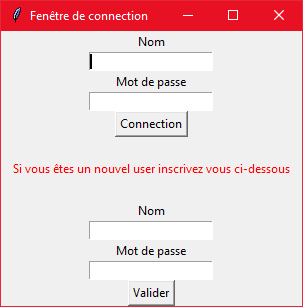 Fenêtre de connection
Nom
Mot de passe
Connection
Si vous êtes un nouvel user inscrivez vous ci-dessous
Nom
Mot de passe
Valider